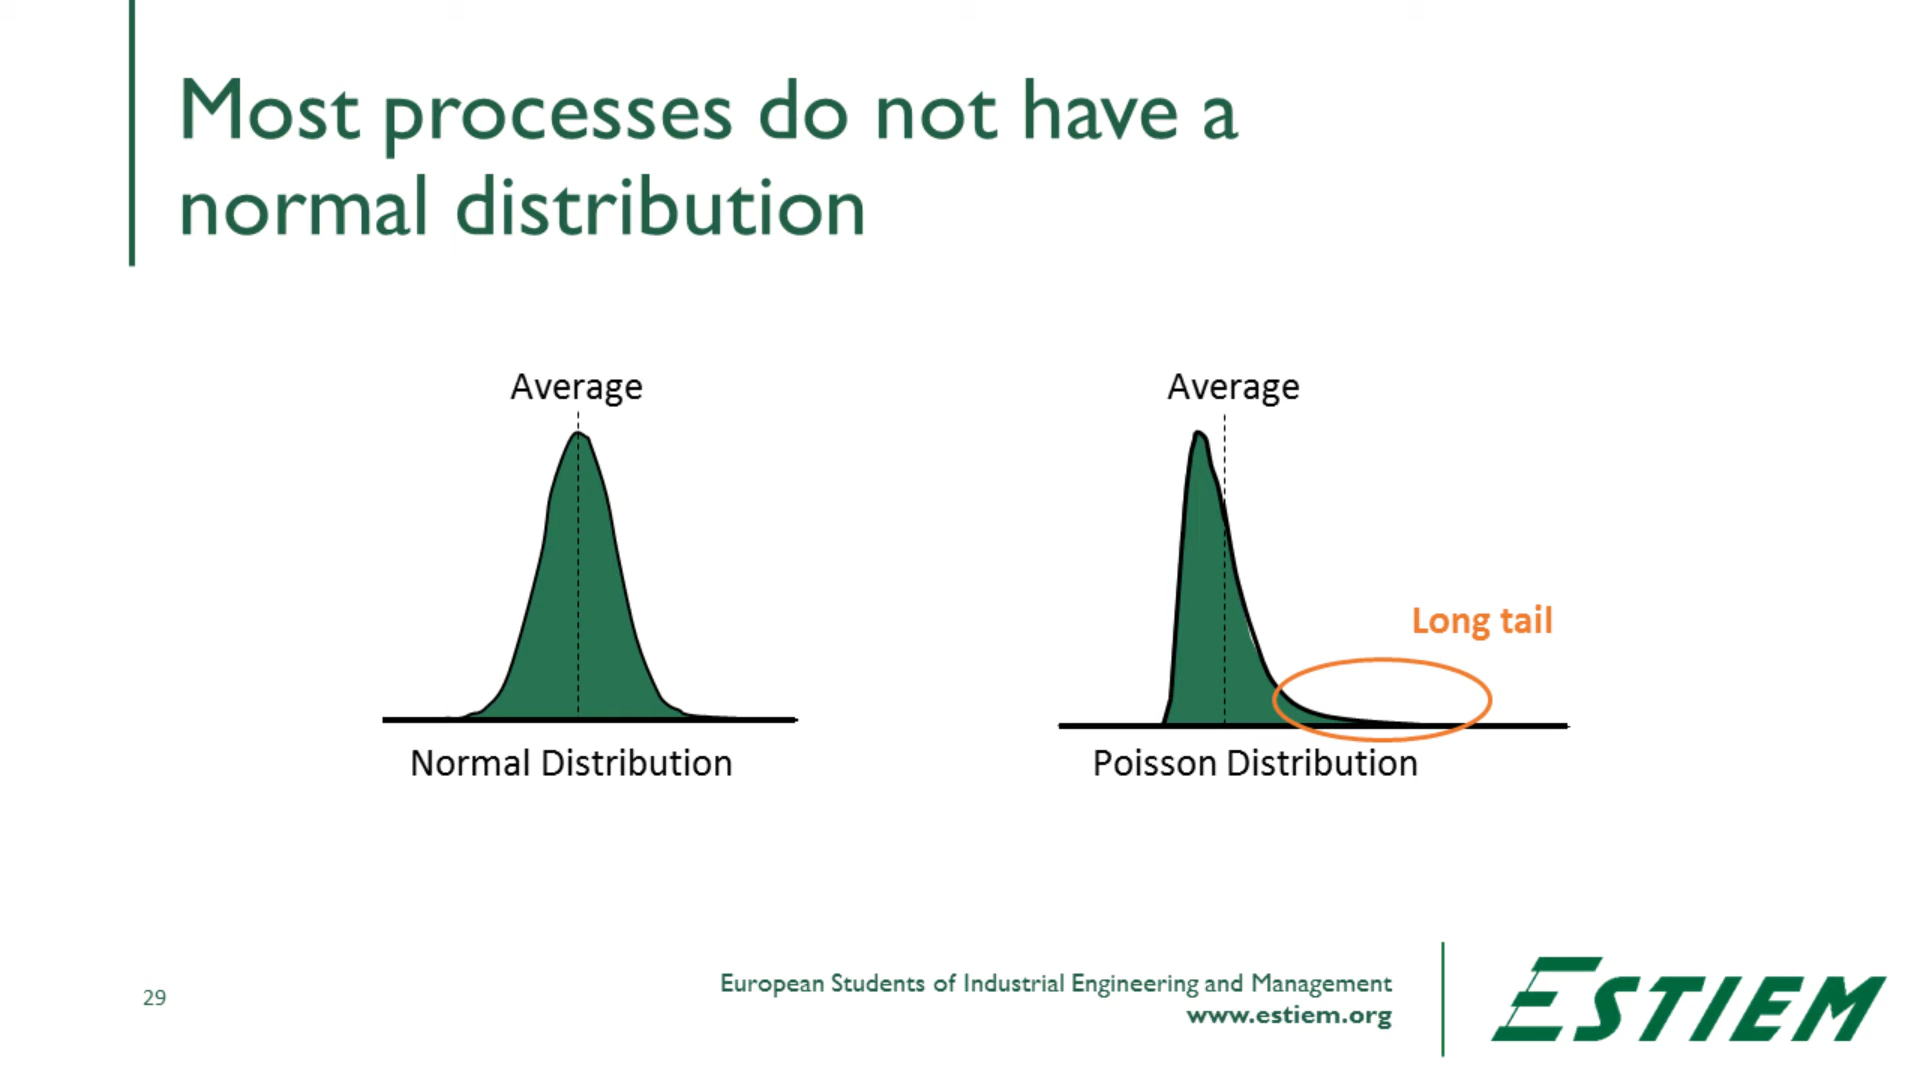 Most processes do not have a
normal distribution
Average
Normal Distribution
Average
Long tail
Poisson Distribution
29
European Students of Industrial Engineering and Management
www.estiem.org
ESTIEM